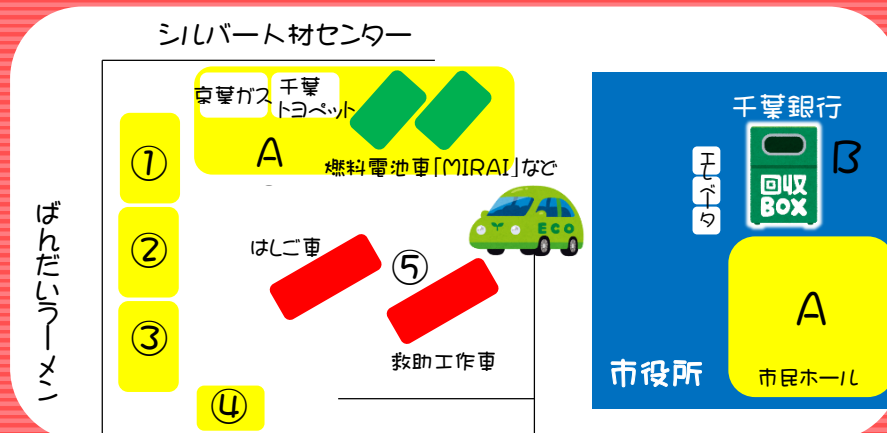 シルバー人材センター
京葉ガス
千葉
トヨペット
A
燃料電池車「MIRAI」など
①
②
③
④
ばんだいラーメン
はしご車
⑤
ECO
救助工作車
千葉銀行
エレベータ
回収
BOX
B
A
市役所
市民ホール